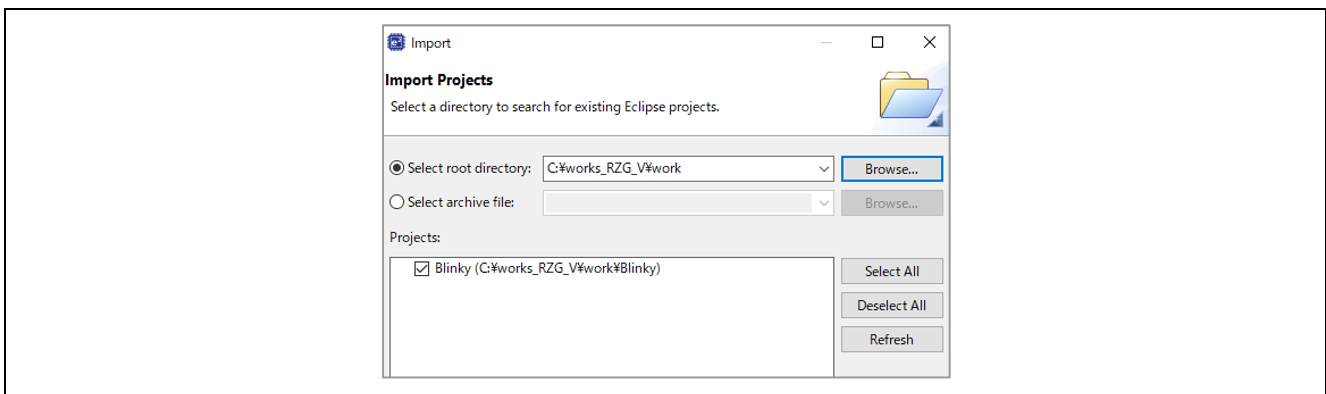 Import
Import Projects
Select a directory to search for existing Eclipse projects.
Select root directory: C:¥works_RZG_V¥work Browse...
Select archive file: Browse...
Projects:
Blinky (C:¥works_RZG_V¥work¥Blinky) Select All
Deselect All
Refresh